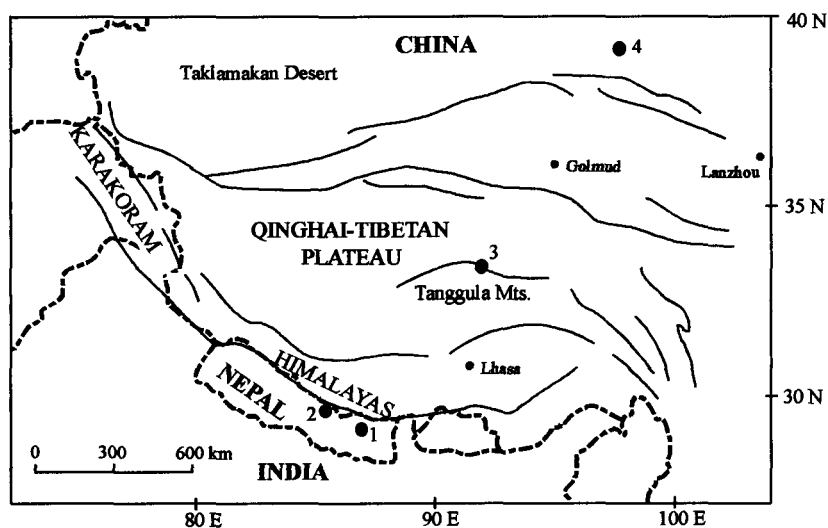 40 N
CHINA
4
Taklamakan Desert
KARAKORAM
Golmud
Lanzhou
35 N
QINGHAI-TIBETAN
PLATEAU
3
Tanggula Mts.
HIMALAYAS
Lhasa
NEPAL
30 N
2
1
0 300 600 km
INDIA
80 E 90 E 100 E